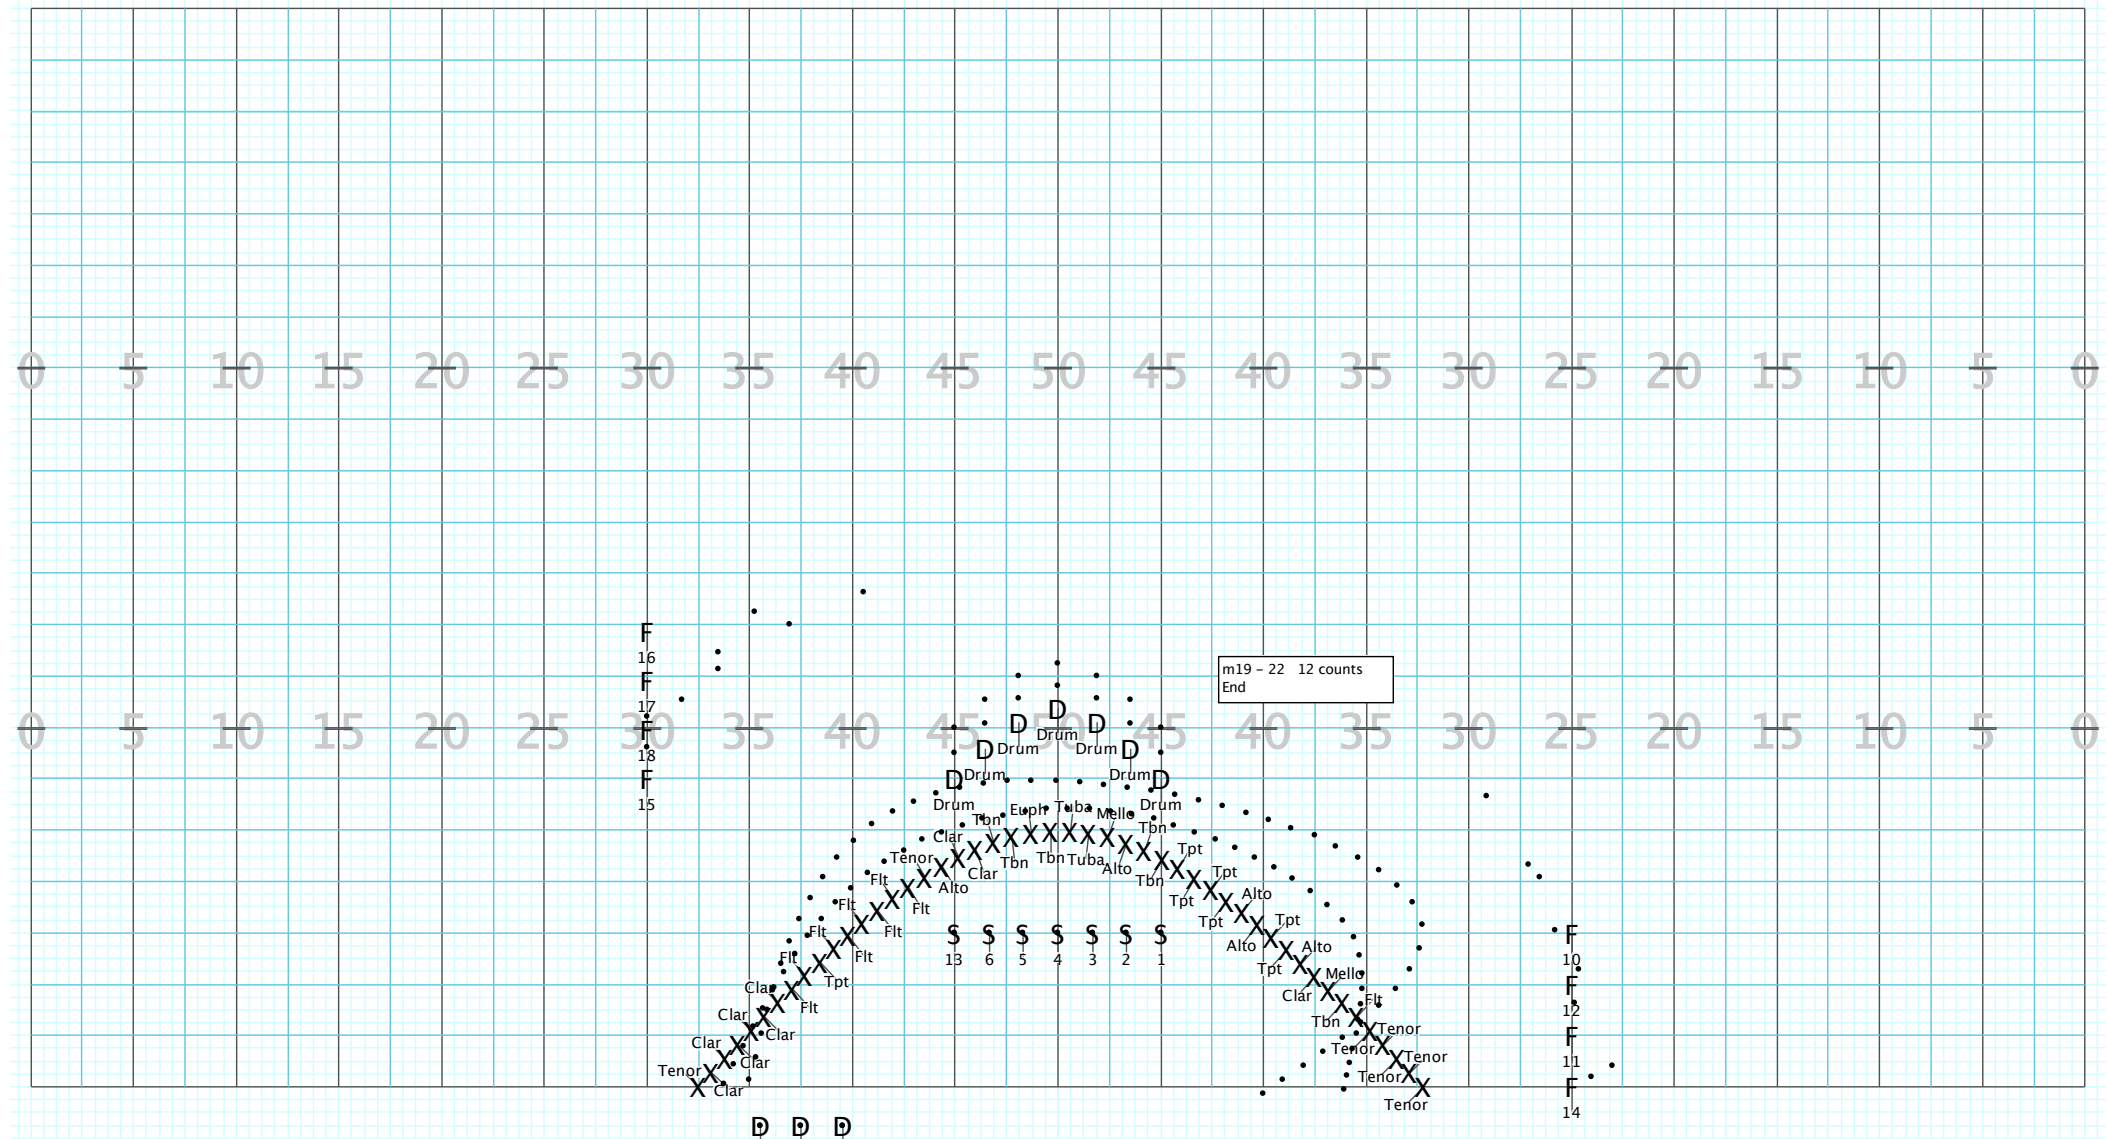 0 5 10 15 20 25 30 35 40 45 50 45 40 35 30 25 20 15 10 5 0
F
16
m19 - 22 12 counts
End
F
17
D
D D
0 5 10 15 20 25 30 35 40 45 50 45 40 35 30 25 20 15 10 5 0
F Drum
18
D Drum Drum D
F D Drum Drum D
15
Drum Euph Tuba Drum
Tbn Mello
Clar Tbn
Tenor Tbn Tbn Tuba Tpt
Clar Alto
Flt Alto Tbn Tpt
Flt Flt Tpt Alto
Flt Flt Tpt Tpt
S S S S S S S F
Flt Flt Alto Alto
13 6 5 4 3 2 1 10
Tpt Tpt Mello
Clar F
Flt Clar Flt
12
Clar Tbn
Clar Tenor F
Clar Tenor
Clar Tenor 11
Tenor Tenor
Clar F
Tenor 14
D D D